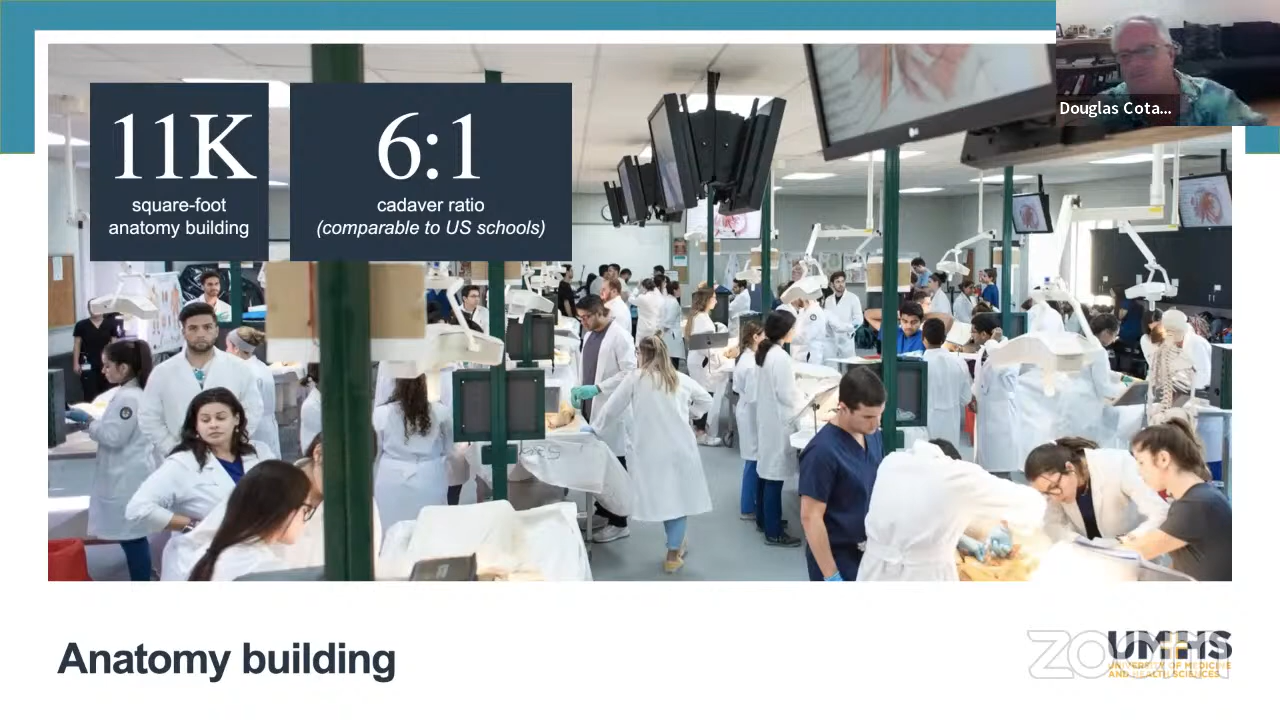 Douglas Cota...
11K
square-foot
anatomy building
6:1
cadaver ratio
(comparable to US schools)
Anatomy building
UMHS
UNIVERSITY OF MEDICINE
AND HEALTH SCIENCES
zoom